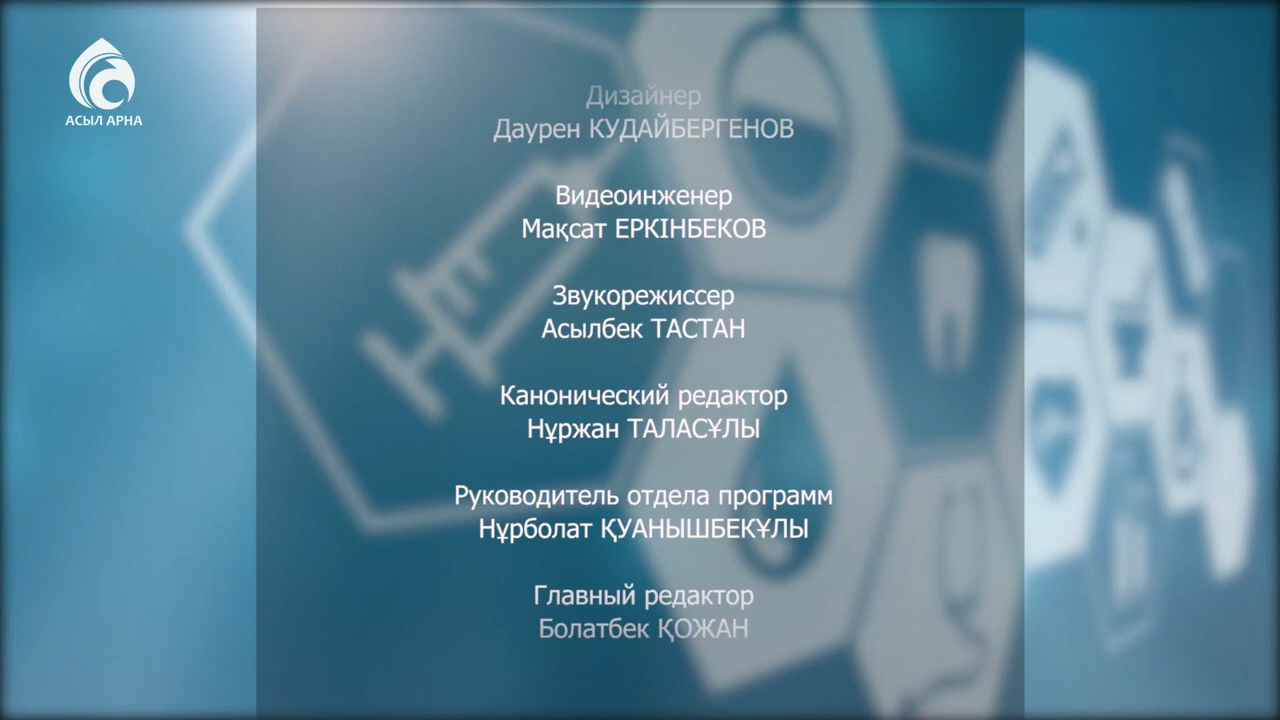 АСЫЛ АРНА
Дизайнер
Даурен КУДАЙБЕРГЕНОВ
Видеоинженер
Мақсат ЕРКІНБЕКОВ
Звукорежиссер
Асылбек ТАСТАН
Канонический редактор
Нұржан ТАЛАСҰЛЫ
Руководитель отдела программ
Нұрболат ҚУАНЫШБЕКҰЛЫ
Главный редактор
Болатбек ҚОЖАН